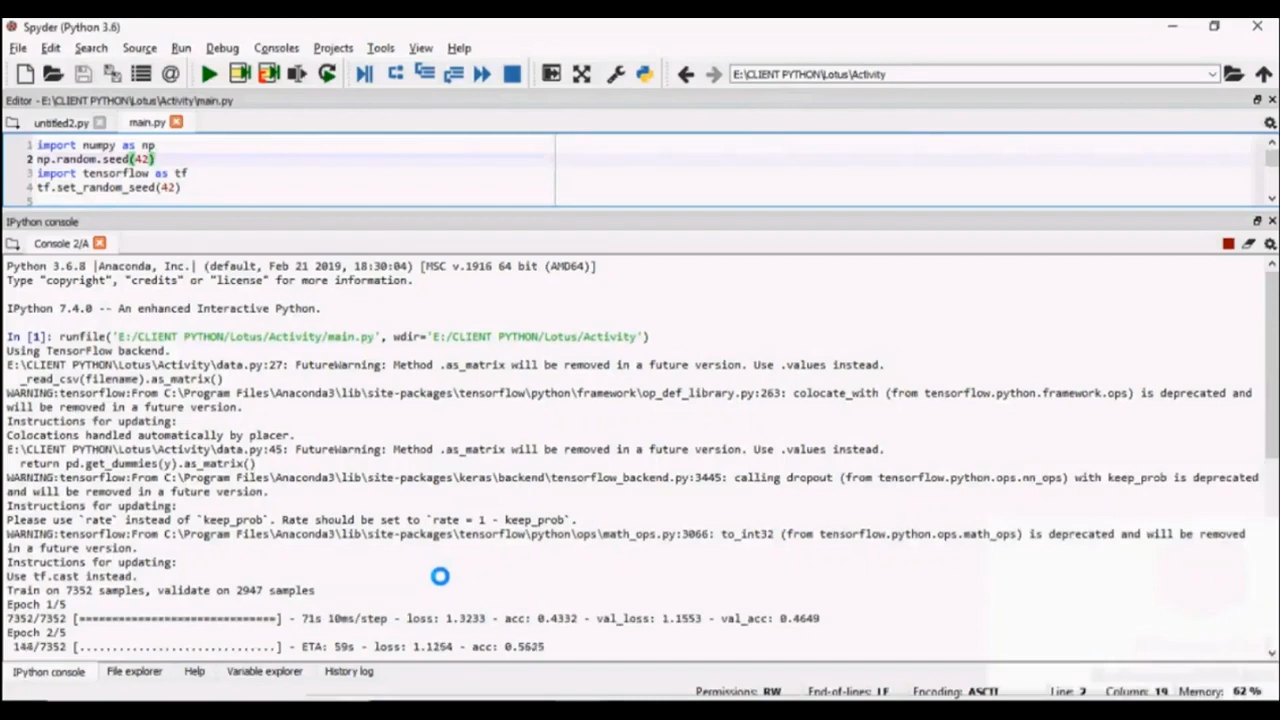 Spyder (Python 3.6)
File Edit Search Source Run Debug Consoles Projects Tools View Help
E:\CLIENT PYTHON\Lotus\Activity
Editor - E:\CLIENT PYTHON\Lotus\Activity\main.py
untitled2.py main.py
1 import numpy as np
2 np.random.seed(42)
3 import tensorflow as tf
4 tf.set_random_seed(42)
5
IPython console
Console 2/A
Python 3.6.8 |Anaconda, Inc.| (default, Feb 21 2019, 18:30:04) [MSC v.1916 64 bit (AMD64)]
Type "copyright", "credits" or "license" for more information.
IPython 7.4.0 -- An enhanced Interactive Python.
In [1]: runfile('E:/CLIENT PYTHON/Lotus/Activity/main.py', wdir='E:/CLIENT PYTHON/Lotus/Activity')
Using TensorFlow backend.
E:\CLIENT PYTHON\Lotus\Activity\data.py:27: FutureWarning: Method .as_matrix will be removed in a future version. Use .values instead.
_read_csv(filename).as_matrix()
WARNING:tensorflow:From C:\Program Files\Anaconda3\lib\site-packages\tensorflow\python\framework\op_def_library.py:263: colocate_with (from tensorflow.python.framework.ops) is deprecated and
will be removed in a future version.
Instructions for updating:
Colocations handled automatically by placer.
E:\CLIENT PYTHON\Lotus\Activity\data.py:45: FutureWarning: Method .as_matrix will be removed in a future version. Use .values instead.
return pd.get_dummies(y).as_matrix()
WARNING:tensorflow:From C:\Program Files\Anaconda3\lib\site-packages\keras\backend\tensorflow_backend.py:3445: calling dropout (from tensorflow.python.ops.nn_ops) with keep_prob is deprecated
and will be removed in a future version.
Instructions for updating:
Please use `rate` instead of `keep_prob`. Rate should be set to `rate = 1 - keep_prob`.
WARNING:tensorflow:From C:\Program Files\Anaconda3\lib\site-packages\tensorflow\python\ops\math_ops.py:3066: to_int32 (from tensorflow.python.ops.math_ops) is deprecated and will be removed
in a future version.
Instructions for updating:
Use tf.cast instead.
Train on 7352 samples, validate on 2947 samples
Epoch 1/5
7352/7352 [==============================] - 71s 10ms/step - loss: 1.3233 - acc: 0.4332 - val_loss: 1.1553 - val_acc: 0.4649
Epoch 2/5
[..............................] - ETA: 59s - loss: 1.1254 - acc: 0.5625
IPython console File explorer Help Variable explorer History log
Permissions: RW End-of-lines: LF Encoding: ASCII Line: 2 Column: 19 Memory: 62 %